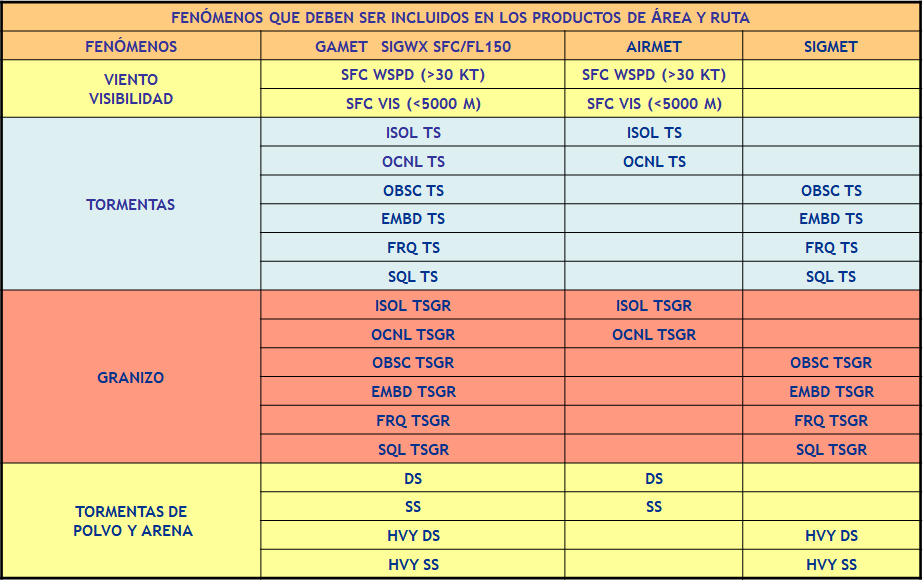 FENÓMENOS QUE DEBEN SER INCLUIDOS EN LOS PRODUCTOS DE ÁREA Y RUTA
FENÓMENOS GAMET SIGWX SFC/FL150 AIRMET SIGMET
VIENTO
VISIBILIDAD
SFC WSPD (>30 KT) SFC WSPD (>30 KT)
SFC VIS (<5000 M) SFC VIS (<5000 M)
TORMENTAS
ISOL TS ISOL TS
OCNL TS OCNL TS
OBSC TS OBSC TS
EMBD TS EMBD TS
FRQ TS FRQ TS
SQL TS SQL TS
GRANIZO
ISOL TSGR ISOL TSGR
OCNL TSGR OCNL TSGR
OBSC TSGR OBSC TSGR
EMBD TSGR EMBD TSGR
FRQ TSGR FRQ TSGR
SQL TSGR SQL TSGR
TORMENTAS DE
POLVO Y ARENA
DS DS
SS SS
HVY DS HVY DS
HVY SS HVY SS